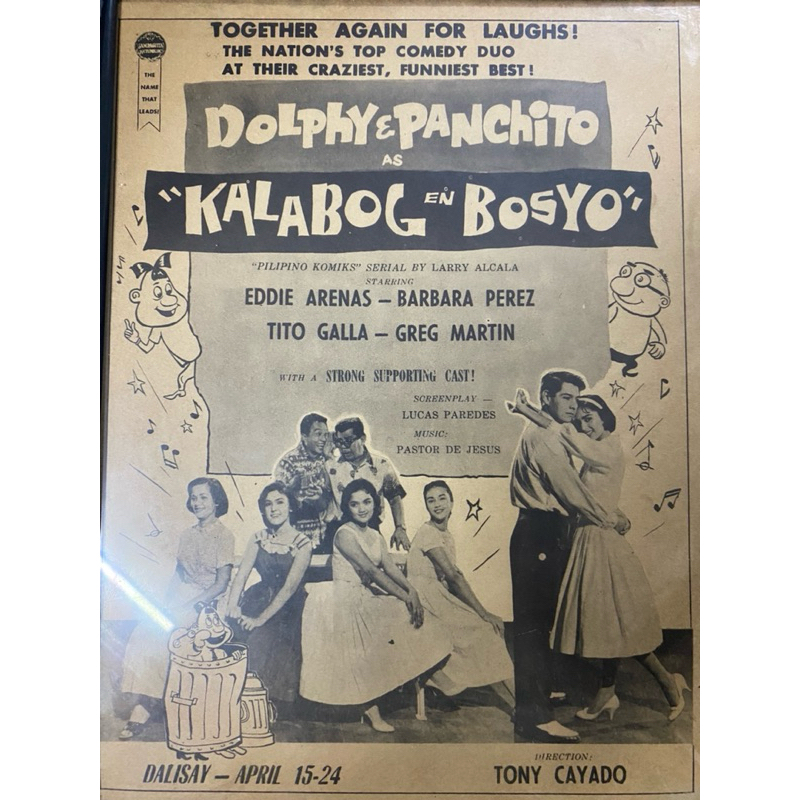 TOGETHER AGAIN FOR LAUGHS!
THE NATION'S TOP COMEDY DUO
AT THEIR CRAZIEST, FUNNIEST BEST!
THE
NAME
THAT
LEADS!
DOLPHY & PANCHITO
AS
"KALABOG EN BOSYO"
"PILIPINO KOMIKS" SERIAL BY LARRY ALCALA
STARRING
EDDIE ARENAS — BARBARA PEREZ
TITO GALLA — GREG MARTIN
WITH A STRONG SUPPORTING CAST!
SCREENPLAY —
LUCAS PAREDES
MUSIC:
PASTOR DE JESUS
DALISAY — APRIL 15-24
DIRECTION:
TONY CAYADO